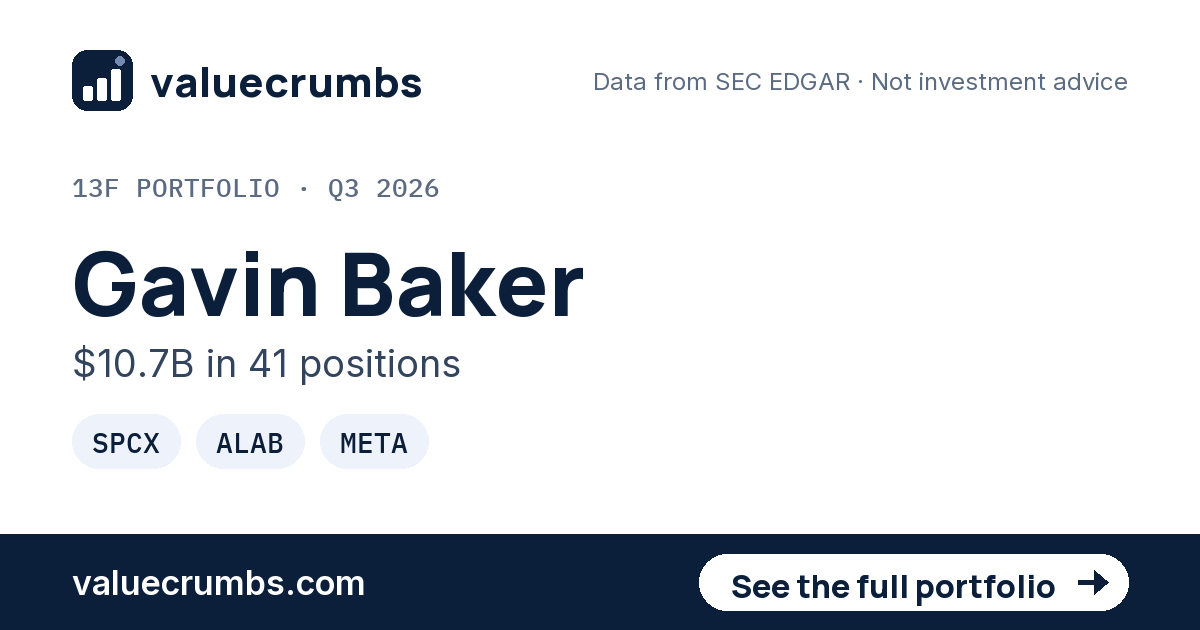 valuecrumbs
Data from SEC EDGAR · Not investment advice
13F PORTFOLIO · Q3 2026
Gavin Baker
$10.7B in 41 positions
SPCX ALAB META
valuecrumbs.com
See the full portfolio →